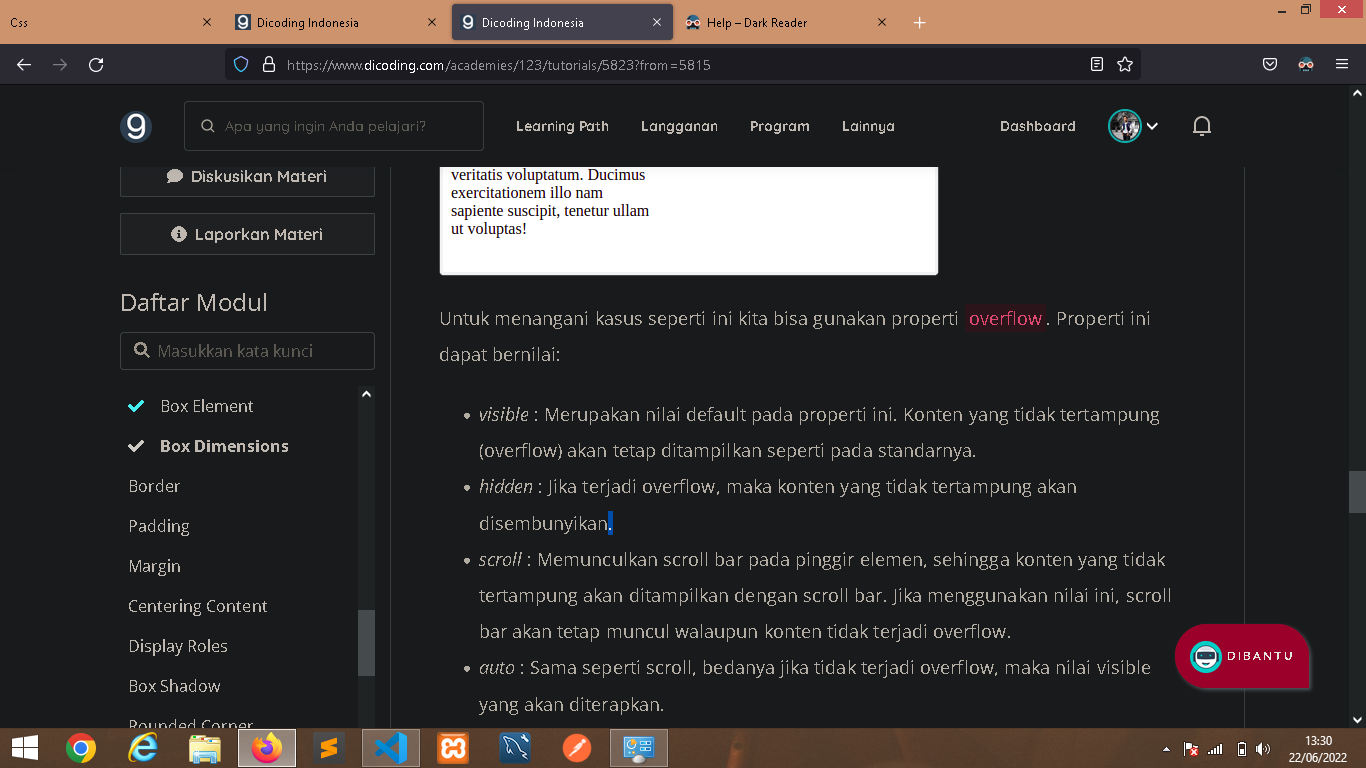 Css
Dicoding Indonesia
Dicoding Indonesia
Help – Dark Reader
https://www.dicoding.com/academies/123/tutorials/5823?from=5815
Apa yang ingin Anda pelajari?
Learning Path
Langganan
Program
Lainnya
Dashboard
Diskusikan Materi
Laporkan Materi
Daftar Modul
Masukkan kata kunci
Box Element
Box Dimensions
Border
Padding
Margin
Centering Content
Display Roles
Box Shadow
Rounded Corner
veritatis voluptatum. Ducimus
exercitationem illo nam
sapiente suscipit, tenetur ullam
ut voluptas!
Untuk menangani kasus seperti ini kita bisa gunakan properti overflow. Properti ini
dapat bernilai:
visible : Merupakan nilai default pada properti ini. Konten yang tidak tertampung
(overflow) akan tetap ditampilkan seperti pada standarnya.
hidden : Jika terjadi overflow, maka konten yang tidak tertampung akan
disembunyikan.
scroll : Memunculkan scroll bar pada pinggir elemen, sehingga konten yang tidak
tertampung akan ditampilkan dengan scroll bar. Jika menggunakan nilai ini, scroll
bar akan tetap muncul walaupun konten tidak terjadi overflow.
auto : Sama seperti scroll, bedanya jika tidak terjadi overflow, maka nilai visible
yang akan diterapkan.
DIBANTU
13:30
22/06/2022